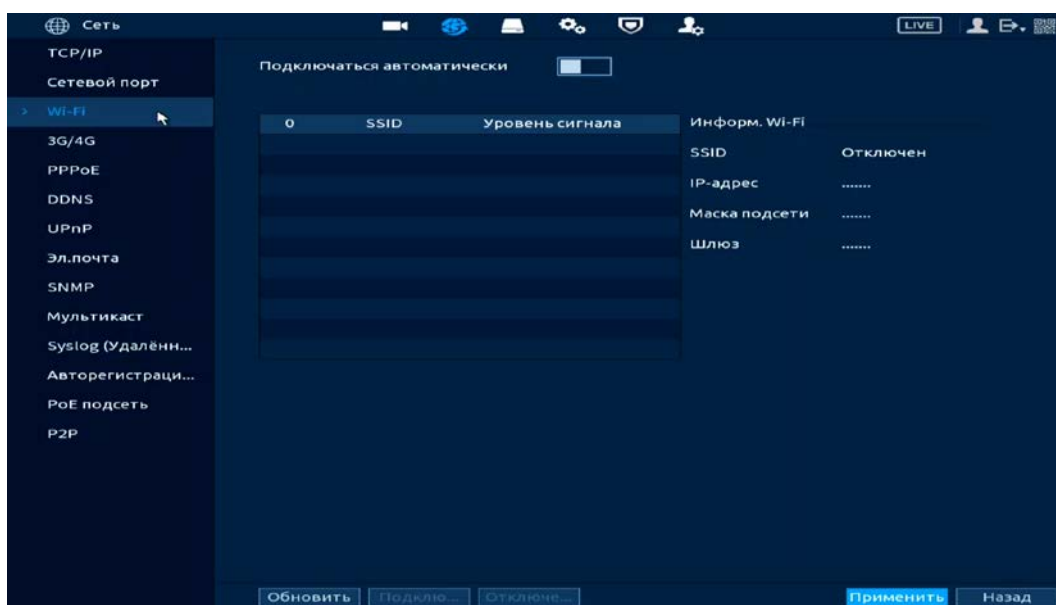 Сеть
LIVE
TCP/IP
Сетевой порт
Wi-Fi
3G/4G
PPPoE
DDNS
UPnP
Эл.почта
SNMP
Мультикаст
Syslog (Удалённ...
Авторегистраци...
PoE подсеть
P2P
Подключаться автоматически
0 SSID Уровень сигнала
Информ. Wi-Fi
SSID Отключен
IP-адрес .......
Маска подсети .......
Шлюз .......
Обновить Подклю... Отключе... Применить Назад